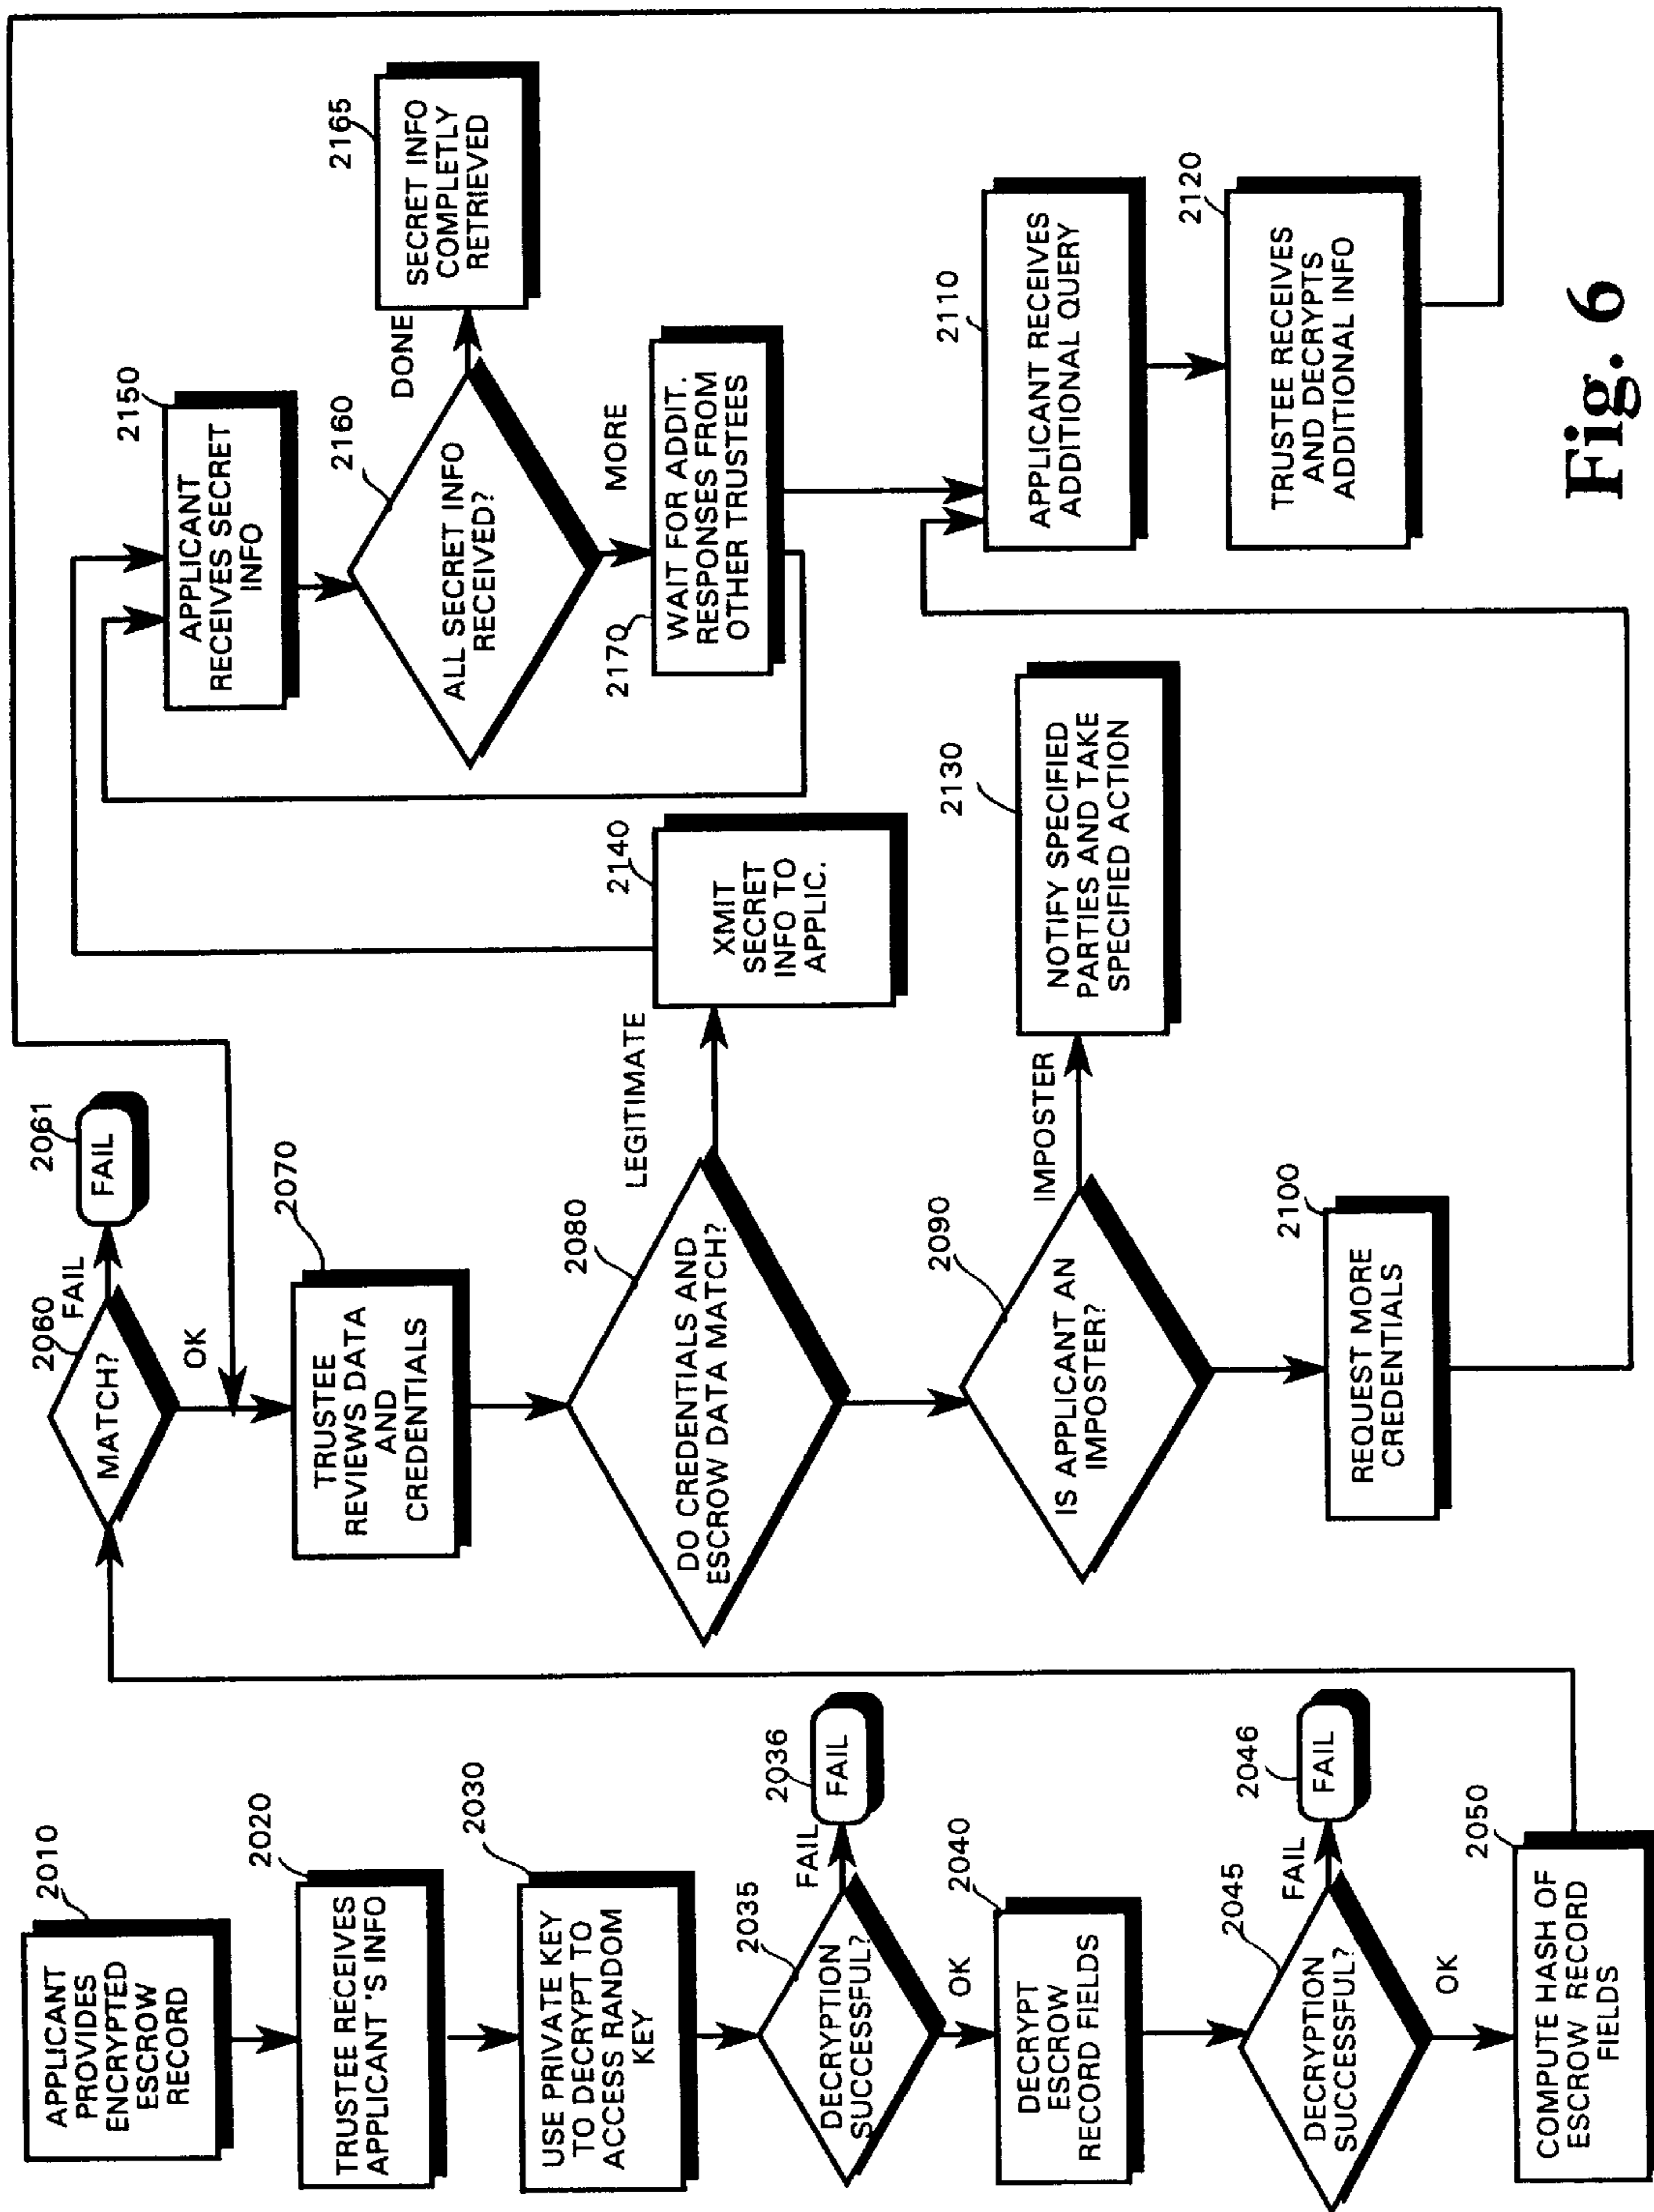 2010
APPLICANT
PROVIDES
ENCRYPTED
ESCROW
RECORD
2020
TRUSTEE RECEIVES
APPLICANT 'S INFO
2030
USE PRIVATE KEY
TO DECRYPT TO
ACCESS RANDOM
KEY
2035
DECRYPTION
SUCCESSFUL?
FAIL
2036
FAIL
OK
2040
DECRYPT
ESCROW
RECORD FIELDS
2045
DECRYPTION
SUCCESSFUL?
FAIL
2046
FAIL
OK
2050
COMPUTE HASH OF
ESCROW RECORD
FIELDS
2060
MATCH?
FAIL
2061
FAIL
OK
2070
TRUSTEE
REVIEWS DATA
AND
CREDENTIALS
2080
DO CREDENTIALS AND
ESCROW DATA MATCH?
LEGITIMATE
2140
XMIT
SECRET
INFO TO
APPLIC.
2090
IS APPLICANT AN
IMPOSTER?
IMPOSTER
2130
NOTIFY SPECIFIED
PARTIES AND TAKE
SPECIFIED ACTION
2100
REQUEST MORE
CREDENTIALS
2150
APPLICANT
RECEIVES SECRET
INFO
2160
ALL SECRET INFO
RECEIVED?
DONE
2165
SECRET INFO
COMPLETLY
RETRIEVED
MORE
2170
WAIT FOR ADDIT.
RESPONSES FROM
OTHER TRUSTEES
2110
APPLICANT RECEIVES
ADDITIONAL QUERY
2120
TRUSTEE RECEIVES
AND DECRYPTS
ADDITIONAL INFO
Fig. 6